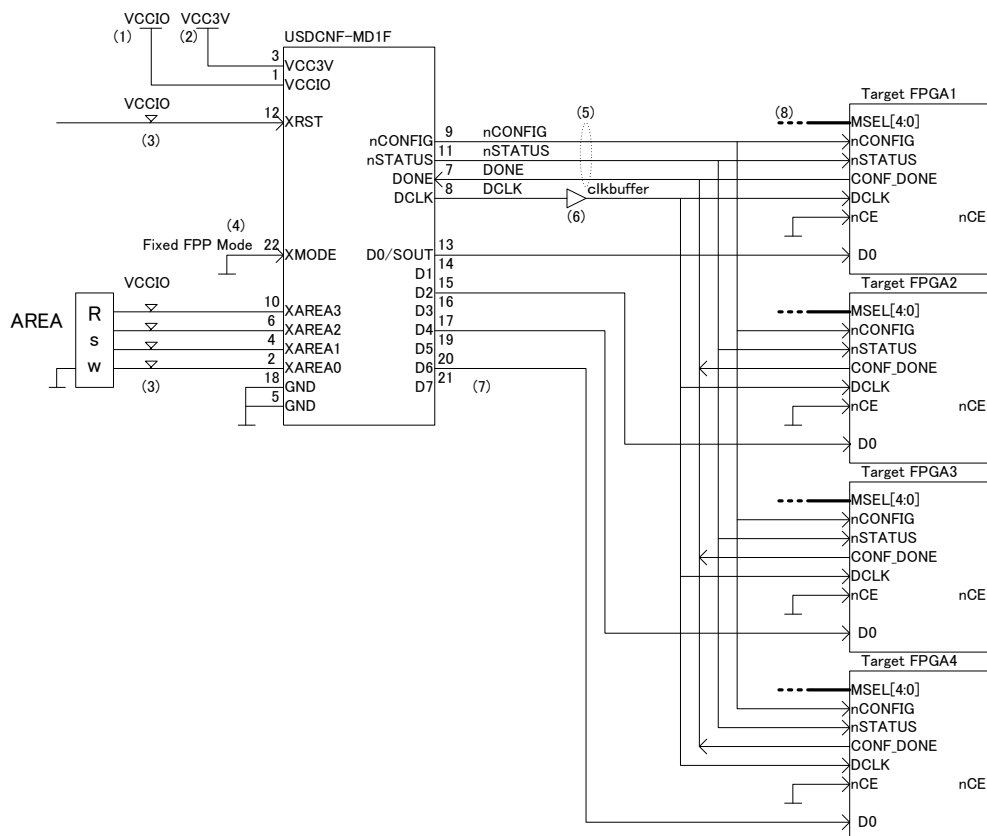 VCCIO
(1)
VCC3V
(2)
USDCNF-MD1F
3 VCC3V
1 VCCIO
VCCIO
(3)
12 XRST
nCONFIG 9 nCONFIG
nSTATUS 11 nSTATUS
DONE 7 DONE
DCLK 8 DCLK
(5)
clkbuffer
(6)
(4)
Fixed FPP Mode
22 XMODE
VCCIO
AREA
R
s
w
10 XAREA3
6 XAREA2
4 XAREA1
2 XAREA0
(3)
18 GND
5 GND
D0/SOUT 13
D1 14
D2 15
D3 16
D4 17
D5 19
D6 20
D7 21
(7)
(8)
Target FPGA1
MSEL[4:0]
nCONFIG
nSTATUS
CONF_DONE
DCLK
nCE nCE
D0
Target FPGA2
MSEL[4:0]
nCONFIG
nSTATUS
CONF_DONE
DCLK
nCE nCE
D0
Target FPGA3
MSEL[4:0]
nCONFIG
nSTATUS
CONF_DONE
DCLK
nCE nCE
D0
Target FPGA4
MSEL[4:0]
nCONFIG
nSTATUS
CONF_DONE
DCLK
nCE nCE
D0